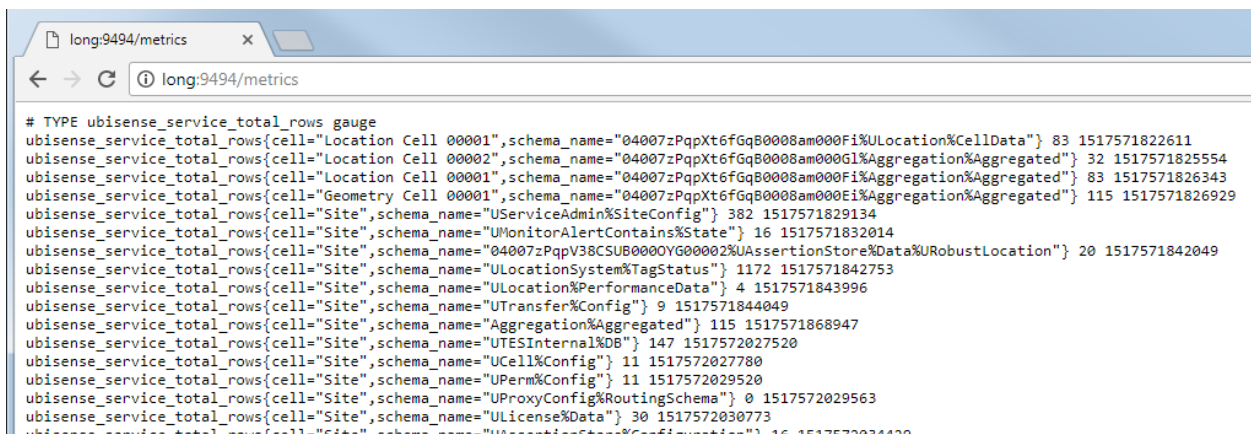 long:9494/metrics
long:9494/metrics
# TYPE ubisense_service_total_rows gauge
ubisense_service_total_rows{cell="Location Cell 00001",schema_name="04007zPqpXt6fGqB0008am000Fi%ULocation%CellData"} 83 1517571822611
ubisense_service_total_rows{cell="Location Cell 00002",schema_name="04007zPqpXt6fGqB0008am000Gl%Aggregation%Aggregated"} 32 1517571825554
ubisense_service_total_rows{cell="Location Cell 00001",schema_name="04007zPqpXt6fGqB0008am000Fi%Aggregation%Aggregated"} 83 1517571826343
ubisense_service_total_rows{cell="Geometry Cell 00001",schema_name="04007zPqpXt6fGqB0008am000Ei%Aggregation%Aggregated"} 115 1517571826929
ubisense_service_total_rows{cell="Site",schema_name="UServiceAdmin%SiteConfig"} 382 1517571829134
ubisense_service_total_rows{cell="Site",schema_name="UMonitorAlertContains%State"} 16 1517571832014
ubisense_service_total_rows{cell="Site",schema_name="04007zPqpV38CSUB000OYG00002%UAssertionStore%Data%URobustLocation"} 20 1517571842049
ubisense_service_total_rows{cell="Site",schema_name="ULocationSystem%TagStatus"} 1172 1517571842753
ubisense_service_total_rows{cell="Site",schema_name="ULocation%PerformanceData"} 4 1517571843996
ubisense_service_total_rows{cell="Site",schema_name="UTransfer%Config"} 9 1517571844049
ubisense_service_total_rows{cell="Site",schema_name="Aggregation%Aggregated"} 115 1517571868947
ubisense_service_total_rows{cell="Site",schema_name="UTESInternal%DB"} 147 1517572027520
ubisense_service_total_rows{cell="Site",schema_name="UCell%Config"} 11 1517572027780
ubisense_service_total_rows{cell="Site",schema_name="UPerm%Config"} 11 1517572029520
ubisense_service_total_rows{cell="Site",schema_name="UProxyConfig%RoutingSchema"} 0 1517572029563
ubisense_service_total_rows{cell="Site",schema_name="ULicense%Data"} 30 1517572030773
ubisense_service_total_rows{cell="Site",schema_name="UAssertionStore%Configuration"} 16